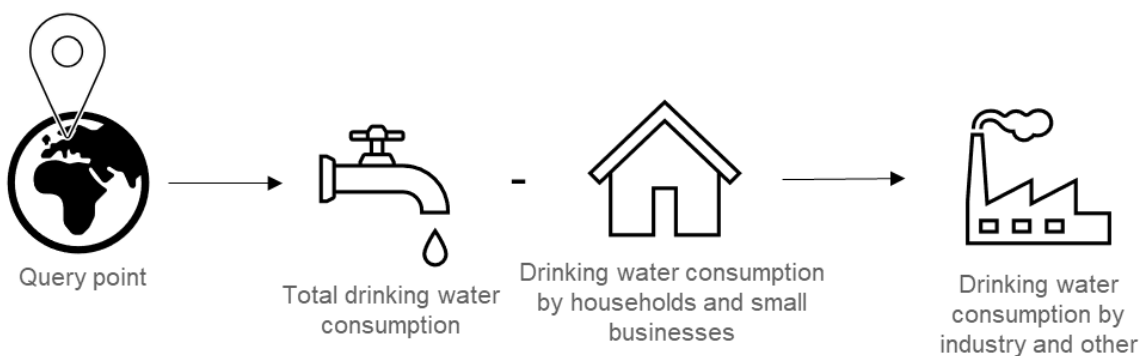 Query point
Total drinking water
consumption
-
Drinking water consumption
by households and small
businesses
Drinking water
consumption by
industry and other